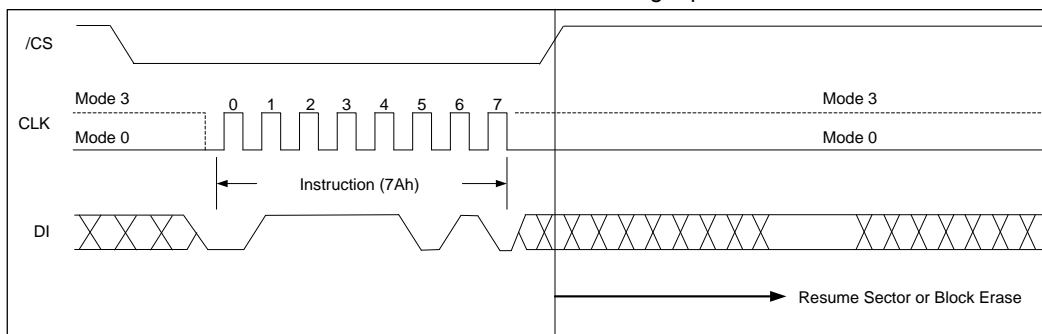 /CS
Mode 3 0 1 2 3 4 5 6 7 Mode 3
CLK
Mode 0 Mode 0
Instruction (7Ah)
DI
Resume Sector or Block Erase